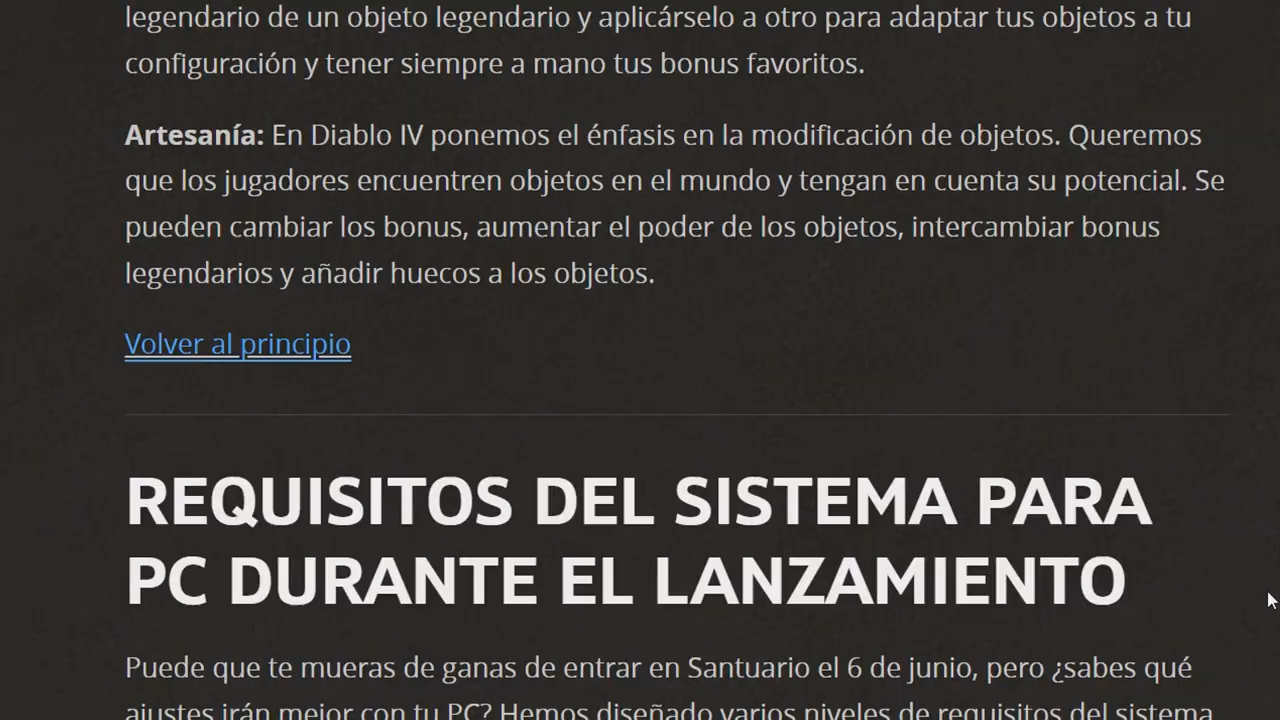 legendario de un objeto legendario y aplicárselo a otro para adaptar tus objetos a tu
configuración y tener siempre a mano tus bonus favoritos.
Artesanía: En Diablo IV ponemos el énfasis en la modificación de objetos. Queremos
que los jugadores encuentren objetos en el mundo y tengan en cuenta su potencial. Se
pueden cambiar los bonus, aumentar el poder de los objetos, intercambiar bonus
legendarios y añadir huecos a los objetos.
Volver al principio
REQUISITOS DEL SISTEMA PARA
PC DURANTE EL LANZAMIENTO
Puede que te mueras de ganas de entrar en Santuario el 6 de junio, pero ¿sabes qué
ajustes irán mejor con tu PC? Hemos diseñado varios niveles de requisitos del sistema